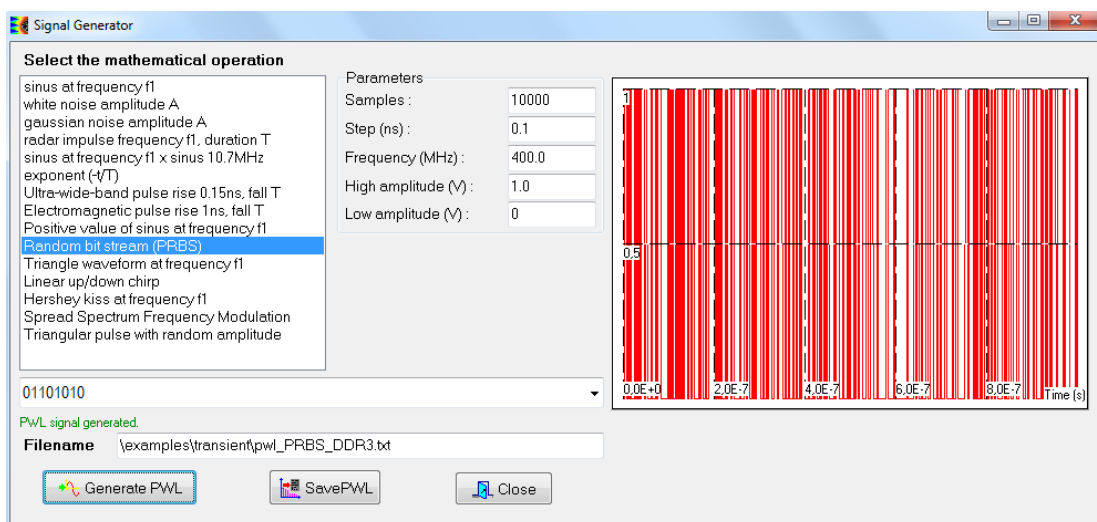 Signal Generator
Select the mathematical operation
sinus at frequency f1
white noise amplitude A
gaussian noise amplitude A
radar impulse frequency f1, duration T
sinus at frequency f1 x sinus 10.7MHz
exponent (-t/T)
Ultra-wide-band pulse rise 0.15ns, fall T
Electromagnetic pulse rise 1ns, fall T
Positive value of sinus at frequency f1
Random bit stream (PRBS)
Triangle waveform at frequency f1
Linear up/down chirp
Hershey kiss at frequency f1
Spread Spectrum Frequency Modulation
Triangular pulse with random amplitude
Parameters
Samples : 10000
Step (ns) : 0.1
Frequency (MHz) : 400.0
High amplitude (V) : 1.0
Low amplitude (V) : 0
1
0,5
0,0E+0 2,0E-7 4,0E-7 6,0E-7 8,0E-7 Time (s)
01101010
PWL signal generated.
Filename \examples\transient\pwl_PRBS_DDR3.txt
Generate PWL SavePWL Close